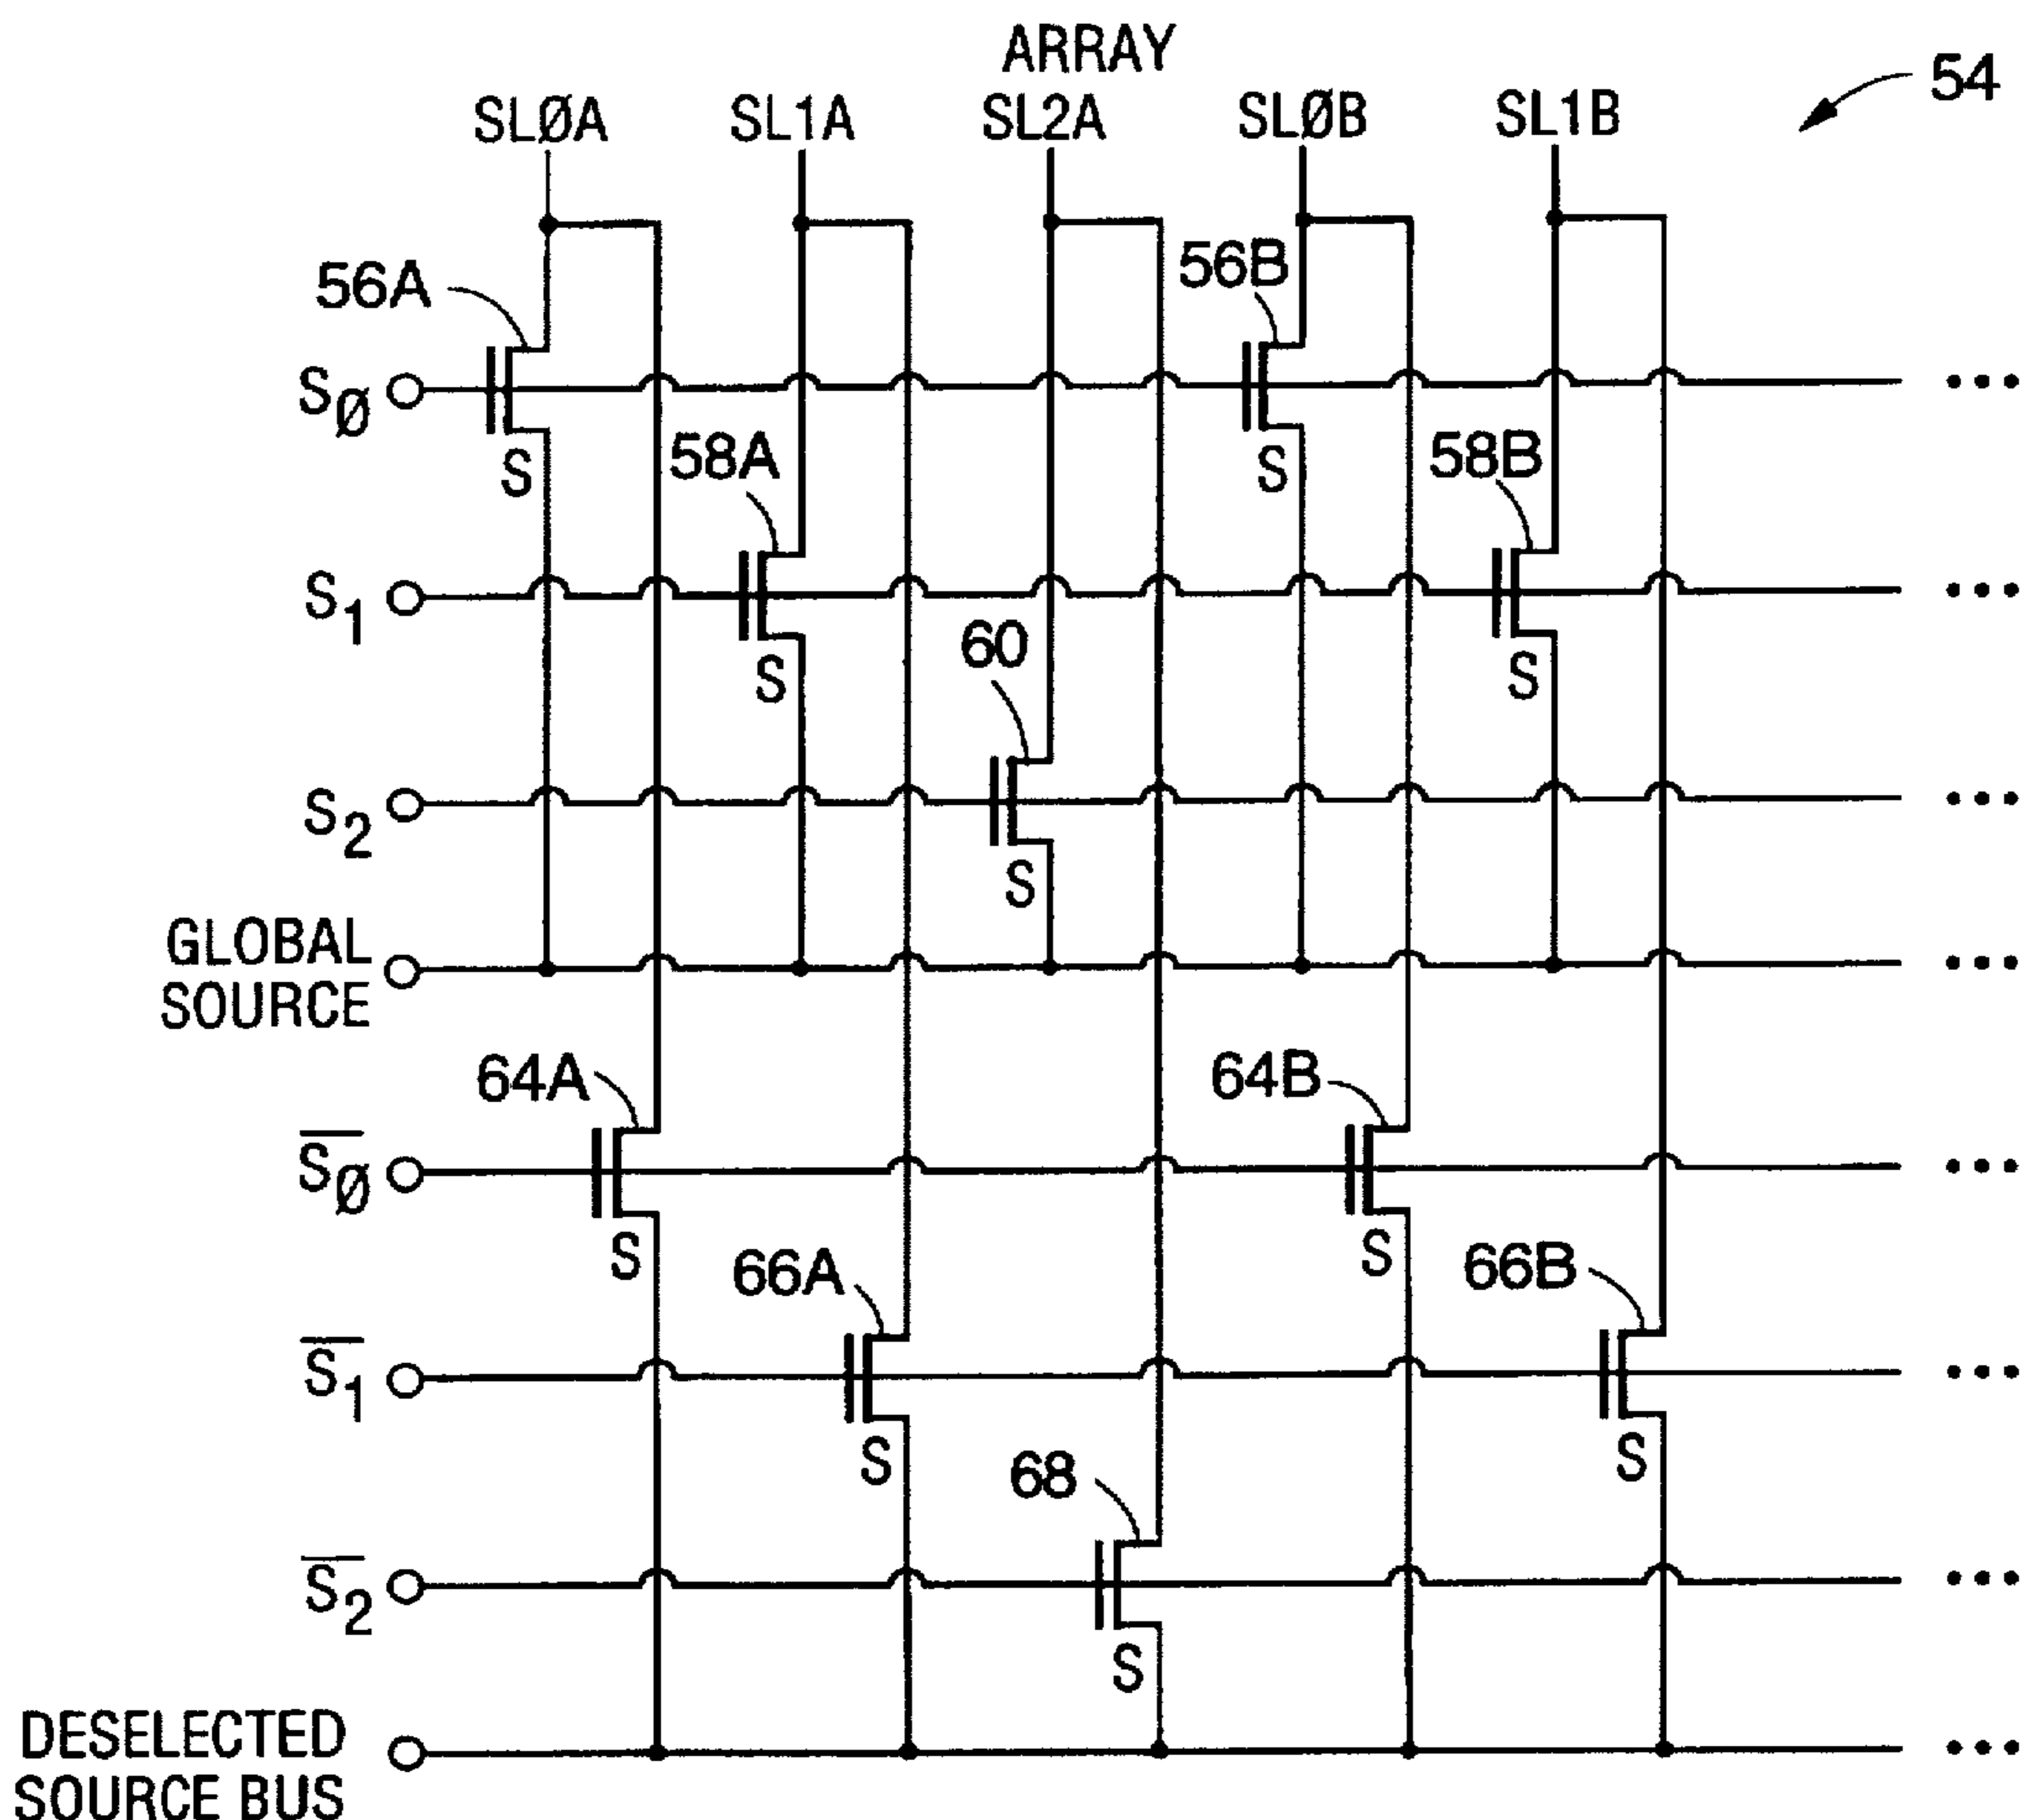 ARRAY
SLØA SL1A SL2A SLØB SL1B 54
56A 56B
SØ
S S
58A 58B
S1
S S
60
S2
S
GLOBAL
SOURCE
64A 64B
S̅Ø̅
S S
66A 66B
S̅1̅
S S
68
S̅2̅
S
DESELECTED
SOURCE BUS